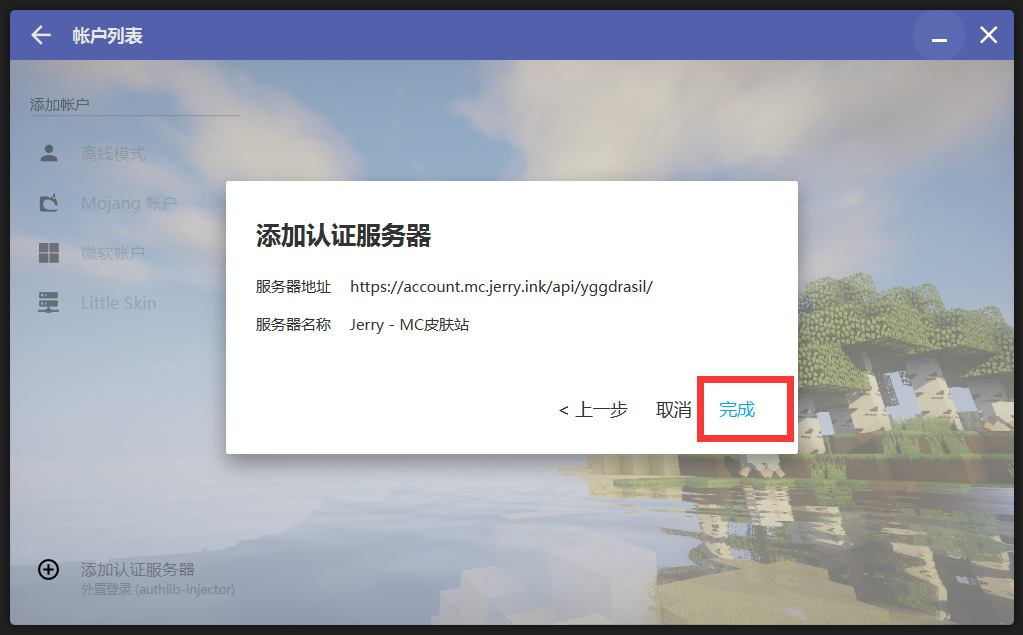 帐户列表
添加帐户
离线模式
Mojang 帐户
微软帐户
Little Skin
添加认证服务器
服务器地址 https://account.mc.jerry.ink/api/yggdrasil/
服务器名称 Jerry - MC皮肤站
< 上一步 取消 完成
添加认证服务器
外置登录 (authlib-injector)